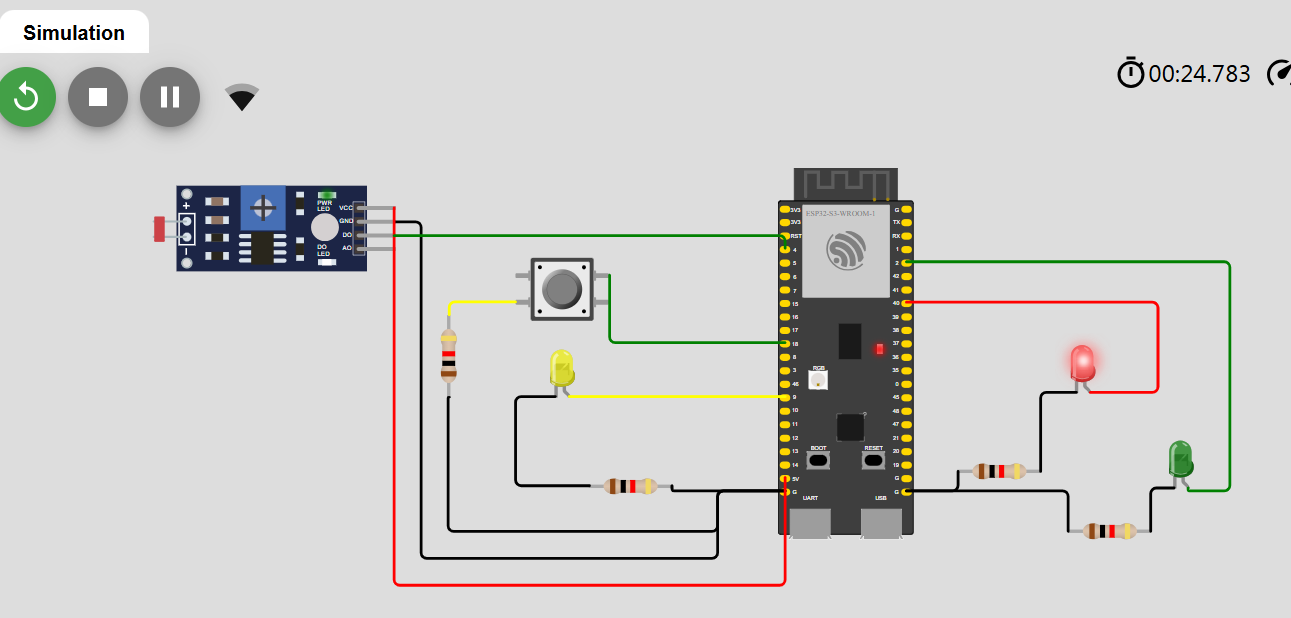 Simulation
00:24.783
PWR
LED
VCC
GND
DO
AO
DO
LED
+
ESP32-S3-WROOM-1
3V3
3V3
RST
4
5
6
7
15
16
17
18
8
3
46
9
10
11
12
13
14
5V
G
G
TX
RX
1
2
42
41
40
39
38
37
36
35
0
45
48
47
21
20
19
G
G
RGB
BOOT
RESET
UART
USB